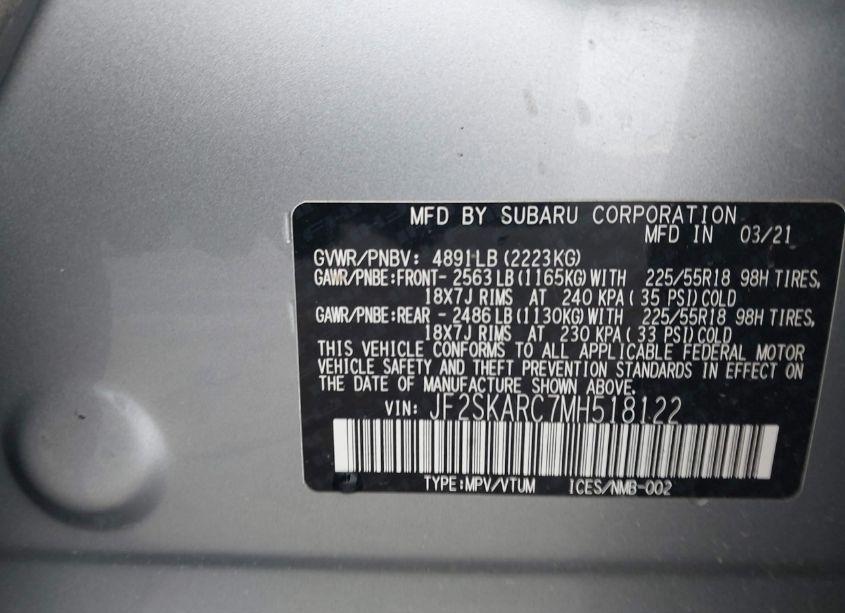 MFD BY SUBARU CORPORATION
MFD IN 03/21
GVWR/PNBV: 4891LB (2223KG)
GAWR/PNBE:FRONT- 2563 LB (1165KG) WITH 225/55R18 98H TIRES,
18X7J RIMS AT 240 KPA ( 35 PSI) COLD
GAWR/PNBE:REAR - 2486 LB (1130KG) WITH 225/55R18 98H TIRES,
18X7J RIMS AT 230 KPA ( 33 PSI) COLD
THIS VEHICLE CONFORMS TO ALL APPLICABLE FEDERAL MOTOR
VEHICLE SAFETY AND THEFT PREVENTION STANDARDS IN EFFECT ON
THE DATE OF MANUFACTURE SHOWN ABOVE.
VIN: JF2SKARC7MH518122
TYPE:MPV/VTUM ICES/NMB-002